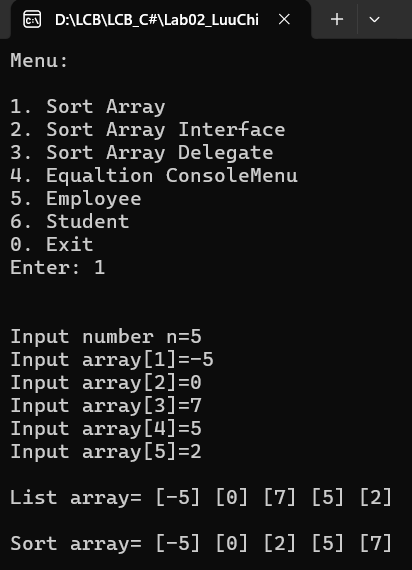 D:\LCB\LCB_C#\Lab02_LuuChi
Menu:
1. Sort Array
2. Sort Array Interface
3. Sort Array Delegate
4. Equaltion ConsoleMenu
5. Employee
6. Student
0. Exit
Enter: 1
Input number n=5
Input array[1]=-5
Input array[2]=0
Input array[3]=7
Input array[4]=5
Input array[5]=2
List array= [-5] [0] [7] [5] [2]
Sort array= [-5] [0] [2] [5] [7]